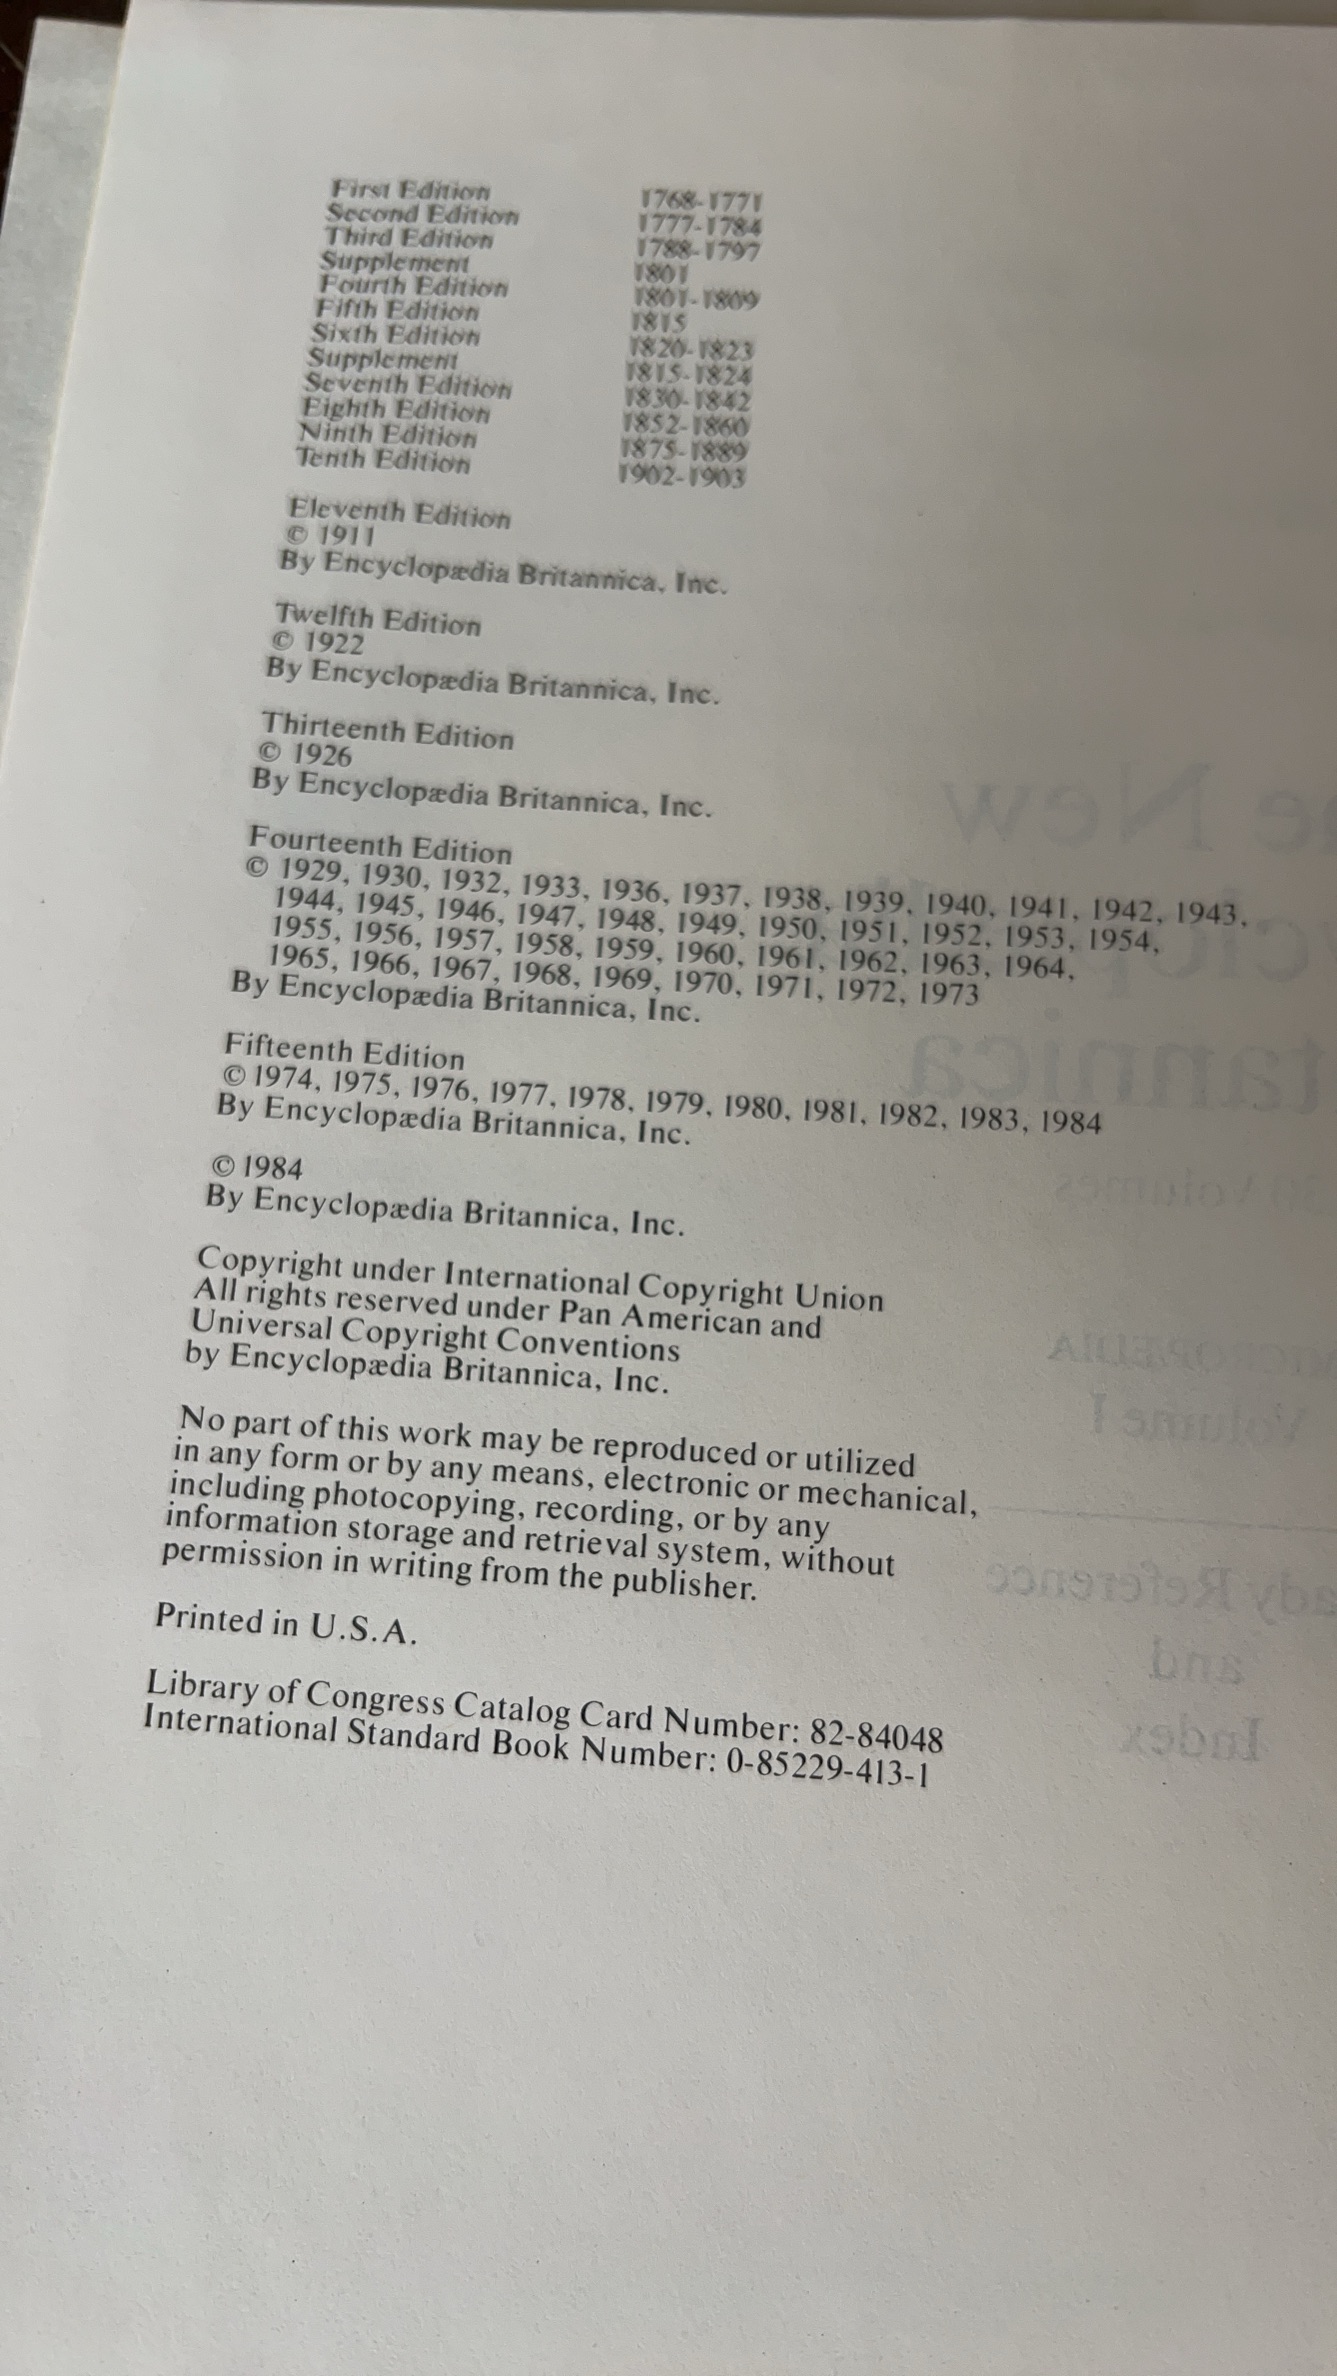 First Edition 1768-1771
Second Edition 1777-1784
Third Edition 1788-1797
Supplement 1801
Fourth Edition 1801-1809
Fifth Edition 1815
Sixth Edition 1820-1823
Supplement 1815-1824
Seventh Edition 1830-1842
Eighth Edition 1852-1860
Ninth Edition 1875-1889
Tenth Edition 1902-1903
Eleventh Edition
© 1911
By Encyclopædia Britannica, Inc.
Twelfth Edition
© 1922
By Encyclopædia Britannica, Inc.
Thirteenth Edition
© 1926
By Encyclopædia Britannica, Inc.
Fourteenth Edition
© 1929, 1930, 1932, 1933, 1936, 1937, 1938, 1939, 1940, 1941, 1942, 1943,
1944, 1945, 1946, 1947, 1948, 1949, 1950, 1951, 1952, 1953, 1954,
1955, 1956, 1957, 1958, 1959, 1960, 1961, 1962, 1963, 1964,
1965, 1966, 1967, 1968, 1969, 1970, 1971, 1972, 1973
By Encyclopædia Britannica, Inc.
Fifteenth Edition
© 1974, 1975, 1976, 1977, 1978, 1979, 1980, 1981, 1982, 1983, 1984
By Encyclopædia Britannica, Inc.
© 1984
By Encyclopædia Britannica, Inc.
Copyright under International Copyright Union
All rights reserved under Pan American and
Universal Copyright Conventions
by Encyclopædia Britannica, Inc.
No part of this work may be reproduced or utilized
in any form or by any means, electronic or mechanical,
including photocopying, recording, or by any
information storage and retrieval system, without
permission in writing from the publisher.
Printed in U.S.A.
Library of Congress Catalog Card Number: 82-84048
International Standard Book Number: 0-85229-413-1
New
Volumes
Volume I
Reference
and
Index